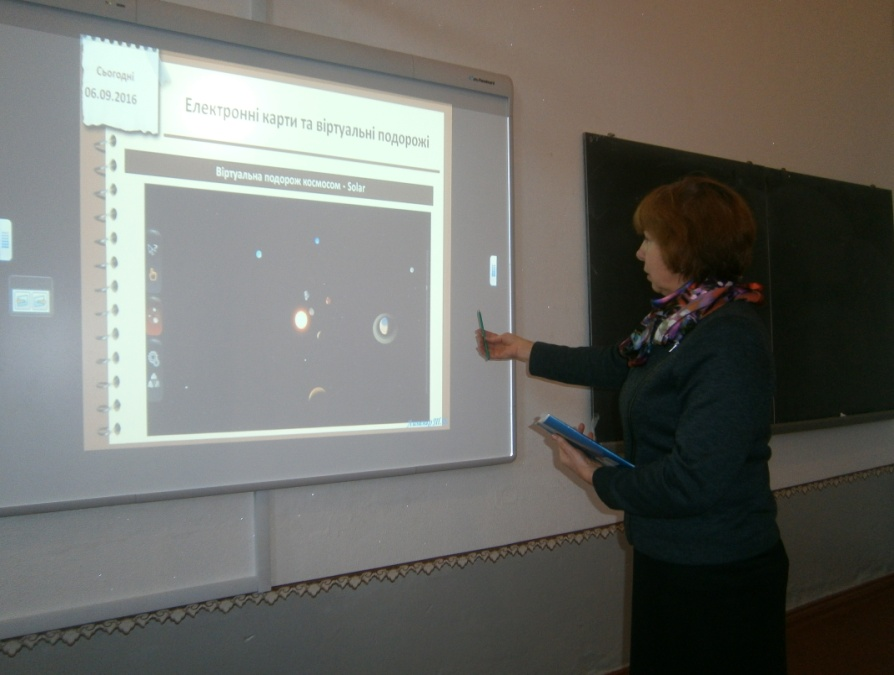 Сьогодні
06.09.2016
Електронні карти та віртуальні подорожі
Віртуальна подорож космосом - Solar